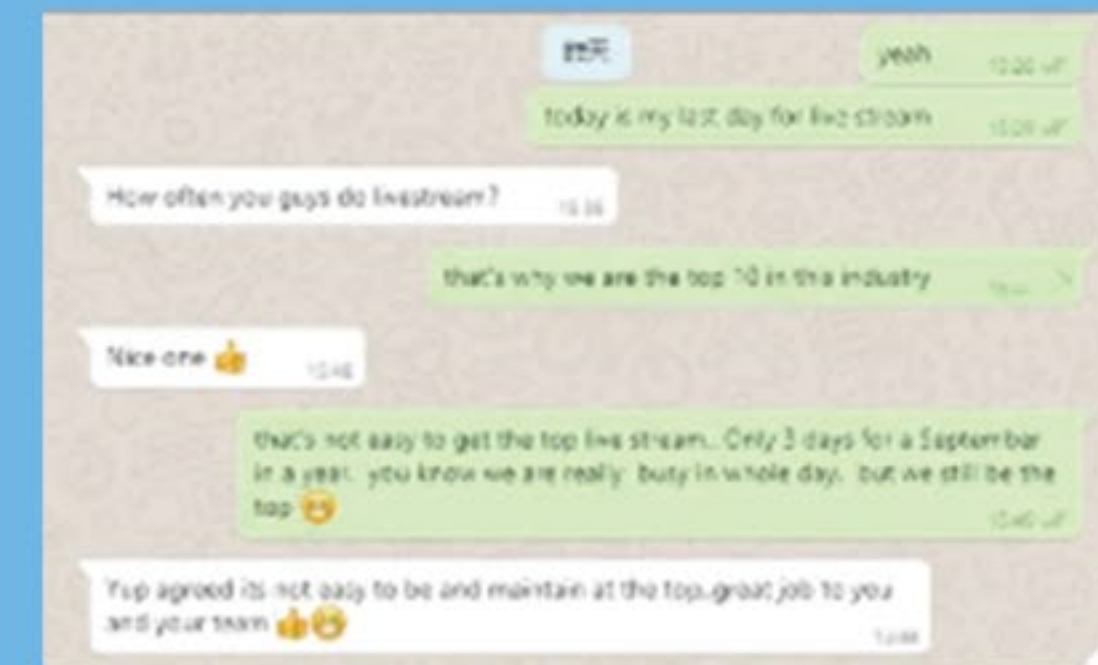 yeah
today is my last day for live stream
How often you guys do livestream?
that's why we are the top 10 in this industry
Nice one 👍
that's not easy to get the top live stream.. Only 3 days for a September
in a year. you know we are really busy in whole day. but we still be the
top 😁
Yup agreed its not easy to be and maintain at the top..great job to you
and your team 👍😁